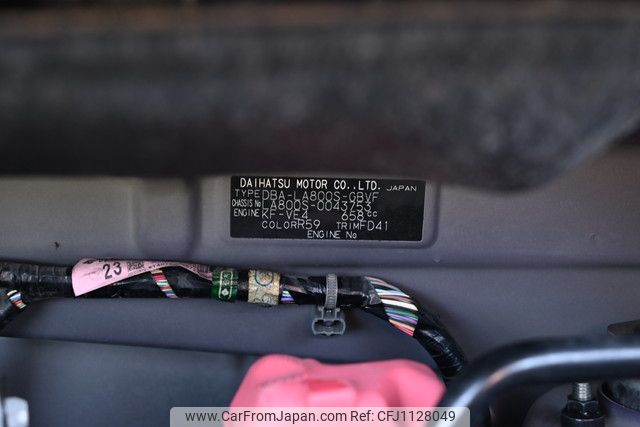 DAIHATSU MOTOR CO.,LTD. JAPAN
TYPE DBA-LA800S-GBVF
CHASSIS No LA800S-0043753
ENGINE KF-VE4 658cc
COLOR R59 TRIM FD41
ENGINE No
23
© www.CarFromJapan.com Ref:CFJ1128049 ©